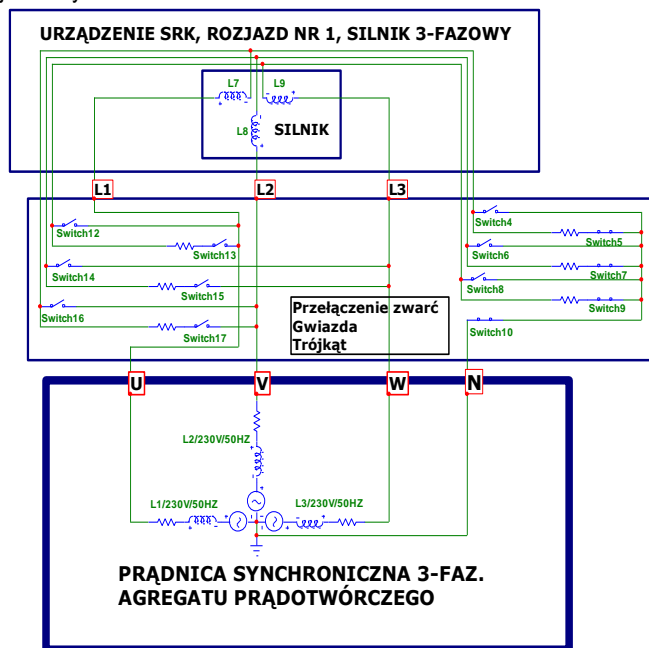 URZĄDZENIE SRK, ROZJAZD NR 1, SILNIK 3-FAZOWY
L7
L9
L8
SILNIK
L1
L2
L3
Switch12
Switch13
Switch14
Switch15
Switch16
Switch17
Switch4
Switch5
Switch6
Switch7
Switch8
Switch9
Switch10
Przełączenie zwarć
Gwiazda
Trójkąt
U
V
W
N
L2/230V/50HZ
L1/230V/50HZ
L3/230V/50HZ
PRĄDNICA SYNCHRONICZNA 3-FAZ.
AGREGATU PRĄDOTWÓRCZEGO